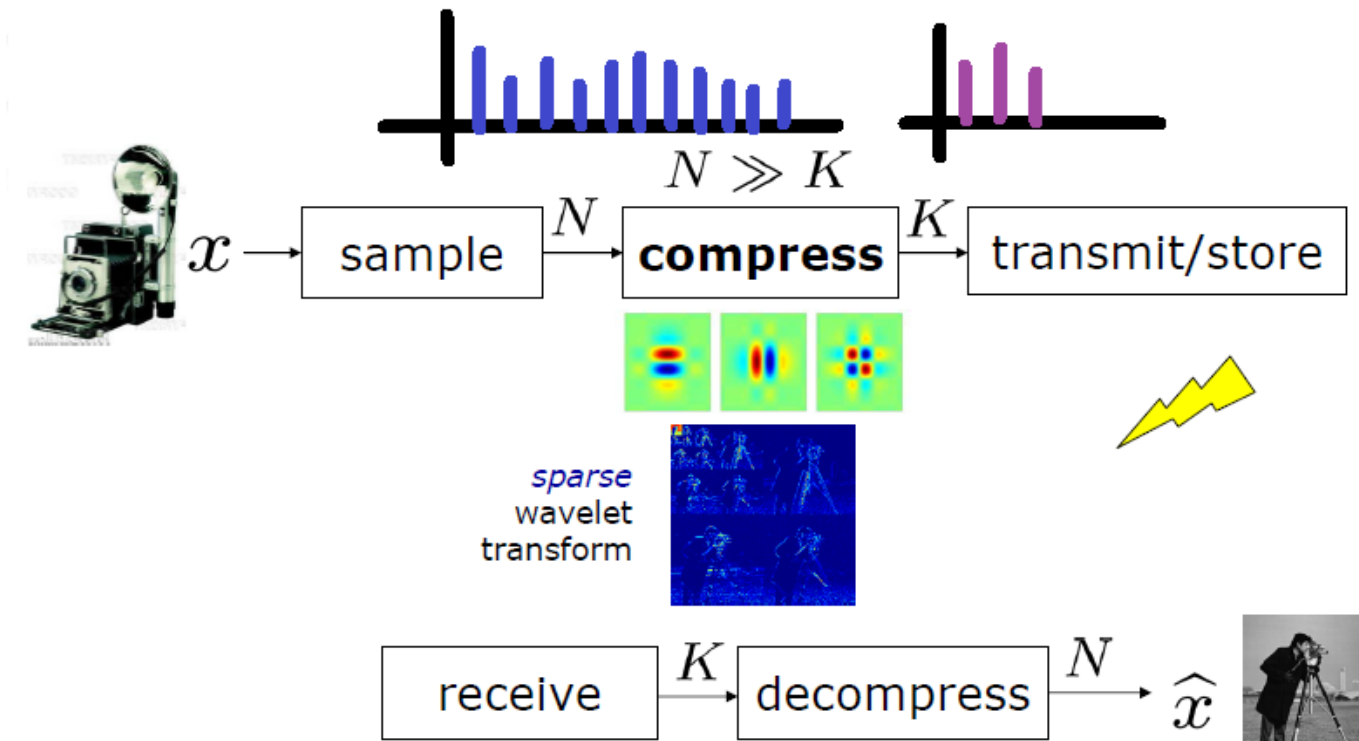 N ≫ K
x
sample
N
compress
K
transmit/store
sparse
wavelet
transform
receive
K
decompress
N
x̂